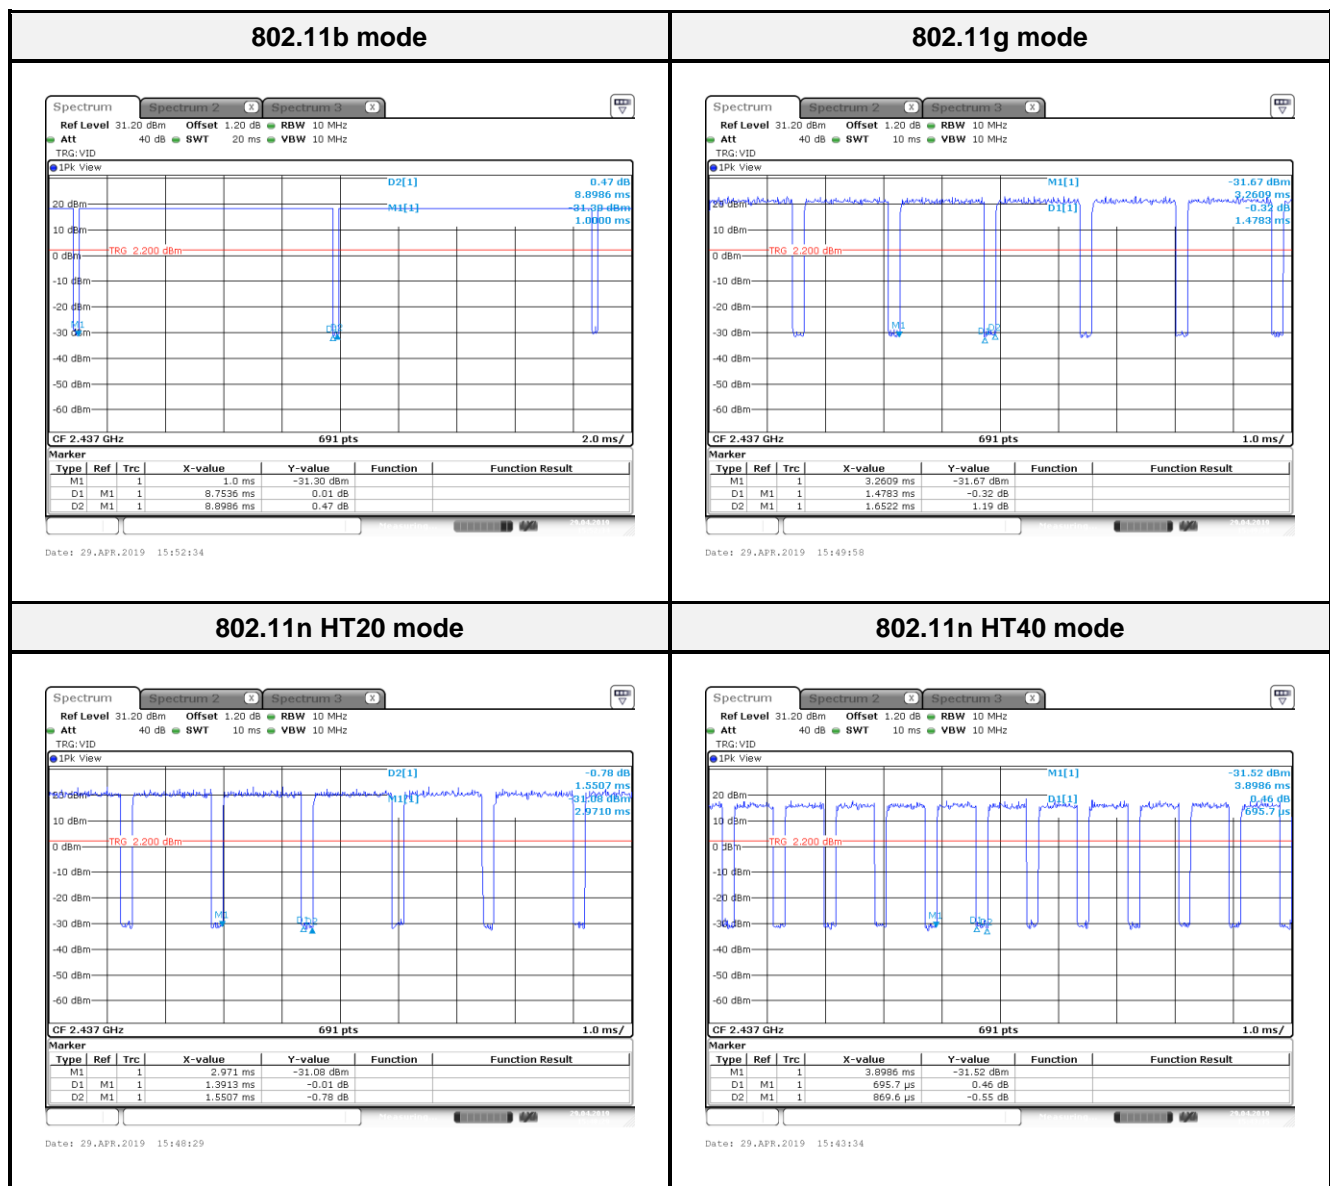 802.11b mode
802.11g mode
Spectrum Spectrum 2 X Spectrum 3 X
Ref Level 31.20 dBm Offset 1.20 dB RBW 10 MHz
Att 40 dB SWT 20 ms VBW 10 MHz
TRG:VID
1Pk View
D2[1] 0.47 dB
8.8986 ms
M1[1] -31.30 dBm
1.0000 ms
20 dBm
10 dBm
TRG 2.200 dBm
0 dBm
-10 dBm
-20 dBm
-30 dBm
M1
D2
-40 dBm
-50 dBm
-60 dBm
CF 2.437 GHz 691 pts 2.0 ms/
Marker
Type Ref Trc X-value Y-value Function Function Result
M1 1 1.0 ms -31.30 dBm
D1 M1 1 8.7536 ms 0.01 dB
D2 M1 1 8.8986 ms 0.47 dB
Date: 29.APR.2019 15:52:34
Spectrum Spectrum 2 X Spectrum 3 X
Ref Level 31.20 dBm Offset 1.20 dB RBW 10 MHz
Att 40 dB SWT 10 ms VBW 10 MHz
TRG:VID
1Pk View
M1[1] -31.67 dBm
3.2609 ms
D1[1] -0.32 dB
1.4783 ms
20 dBm
10 dBm
TRG 2.200 dBm
0 dBm
-10 dBm
-20 dBm
-30 dBm
M1
D1 D2
-40 dBm
-50 dBm
-60 dBm
CF 2.437 GHz 691 pts 1.0 ms/
Marker
Type Ref Trc X-value Y-value Function Function Result
M1 1 3.2609 ms -31.67 dBm
D1 M1 1 1.4783 ms -0.32 dB
D2 M1 1 1.6522 ms 1.19 dB
Date: 29.APR.2019 15:49:58
802.11n HT20 mode
802.11n HT40 mode
Spectrum Spectrum 2 X Spectrum 3 X
Ref Level 31.20 dBm Offset 1.20 dB RBW 10 MHz
Att 40 dB SWT 10 ms VBW 10 MHz
TRG:VID
1Pk View
D2[1] -0.78 dB
1.5507 ms
M1[1] -31.08 dBm
2.9710 ms
20 dBm
10 dBm
TRG 2.200 dBm
0 dBm
-10 dBm
-20 dBm
-30 dBm
M1
D1 D2
-40 dBm
-50 dBm
-60 dBm
CF 2.437 GHz 691 pts 1.0 ms/
Marker
Type Ref Trc X-value Y-value Function Function Result
M1 1 2.971 ms -31.08 dBm
D1 M1 1 1.3913 ms -0.01 dB
D2 M1 1 1.5507 ms -0.78 dB
Date: 29.APR.2019 15:48:29
Spectrum Spectrum 2 X Spectrum 3 X
Ref Level 31.20 dBm Offset 1.20 dB RBW 10 MHz
Att 40 dB SWT 10 ms VBW 10 MHz
TRG:VID
1Pk View
M1[1] -31.52 dBm
3.8986 ms
D1[1] 0.46 dB
695.7 µs
20 dBm
10 dBm
TRG 2.200 dBm
0 dBm
-10 dBm
-20 dBm
-30 dBm
M1
D1 D2
-40 dBm
-50 dBm
-60 dBm
CF 2.437 GHz 691 pts 1.0 ms/
Marker
Type Ref Trc X-value Y-value Function Function Result
M1 1 3.8986 ms -31.52 dBm
D1 M1 1 695.7 µs 0.46 dB
D2 M1 1 869.6 µs -0.55 dB
Date: 29.APR.2019 15:43:34